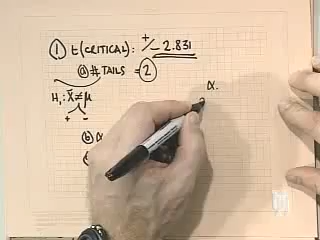 ① t(CRITICAL): +/− 2.831
ⓐ # TAILS = 2
H₁: X̄ ≠ μ
α.
+ −
ⓑ α